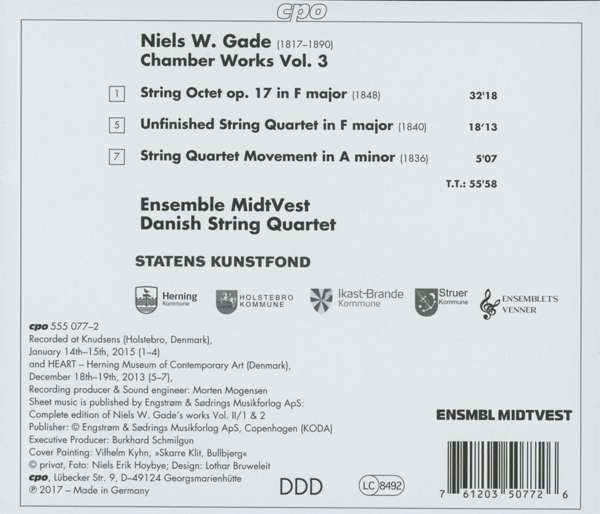 cpo
Niels W. Gade (1817–1890)
Chamber Works Vol. 3
1 String Octet op. 17 in F major (1848) 32'18
5 Unfinished String Quartet in F major (1840) 18'13
7 String Quartet Movement in A minor (1836) 5'07
T.T.: 55'58
Ensemble MidtVest
Danish String Quartet
STATENS KUNSTFOND
Herning Kommune
HOLSTEBRO KOMMUNE
Ikast-Brande Kommune
Struer Kommune
ENSEMBLETS VENNER
cpo 555 077–2
Recorded at Knudsens (Holstebro, Denmark),
January 14th–15th, 2015 (1–4)
and HEART – Herning Museum of Contemporary Art (Denmark),
December 18th–19th, 2013 (5–7),
Recording producer & Sound engineer: Morten Mogensen
Sheet music is published by Engstrøm & Sødrings Musikforlag ApS:
Complete edition of Niels W. Gade's works Vol. II/1 & 2
Publisher: © Engstrøm & Sødrings Musikforlag ApS, Copenhagen (KODA)
Executive Producer: Burkhard Schmilgun
Cover Painting: Vilhelm Kyhn, »Skarre Klit, Bullbjerg«
© privat, Foto: Niels Erik Hoybye; Design: Lothar Bruweleit
cpo, Lübecker Str. 9, D–49124 Georgsmarienhütte
℗ 2017 – Made in Germany
DDD
LC 8492
ENSMBL MIDTVEST
7 61203 50772 6